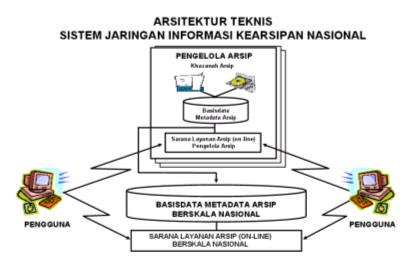 ARSITEKTUR TEKNIS
SISTEM JARINGAN INFORMASI KEARSIPAN NASIONAL
PENGELOLA ARSIP
Khazanah Arsip
Basisdata
Metadata Arsip
Sarana Layanan Arsip (on-line)
Pengelola Arsip
PENGGUNA
BASISDATA METADATA ARSIP
BERSKALA NASIONAL
PENGGUNA
SARANA LAYANAN ARSIP (ON-LINE)
BERSKALA NASIONAL